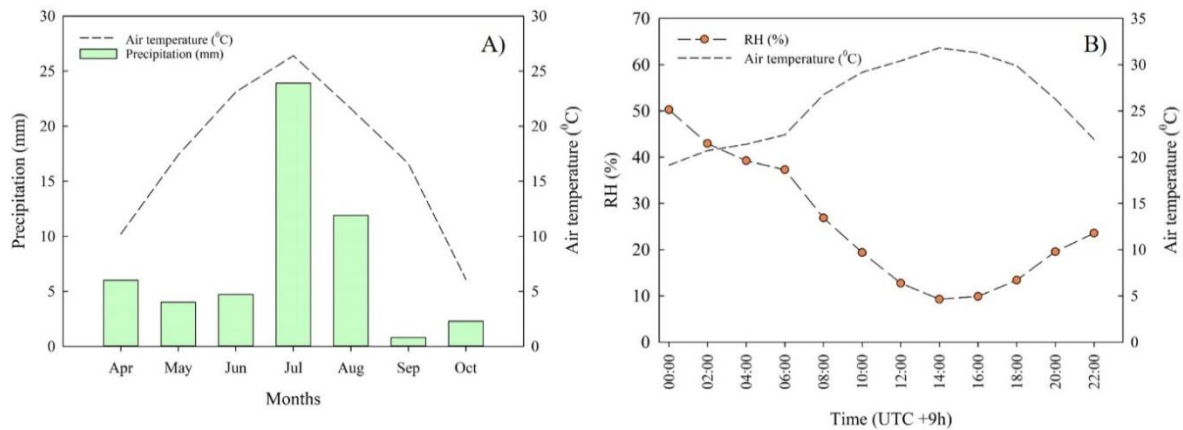 A)
Air temperature (⁰C)
Precipitation (mm)
30
25
20
15
10
5
0
Precipitation (mm)
30
25
20
15
10
5
0
Air temperature (⁰C)
Apr May Jun Jul Aug Sep Oct
Months
B)
RH (%)
Air temperature (⁰C)
70
60
50
40
30
20
10
0
RH (%)
35
30
25
20
15
10
5
0
Air temperature (⁰C)
00:00 02:00 04:00 06:00 08:00 10:00 12:00 14:00 16:00 18:00 20:00 22:00
Time (UTC +9h)